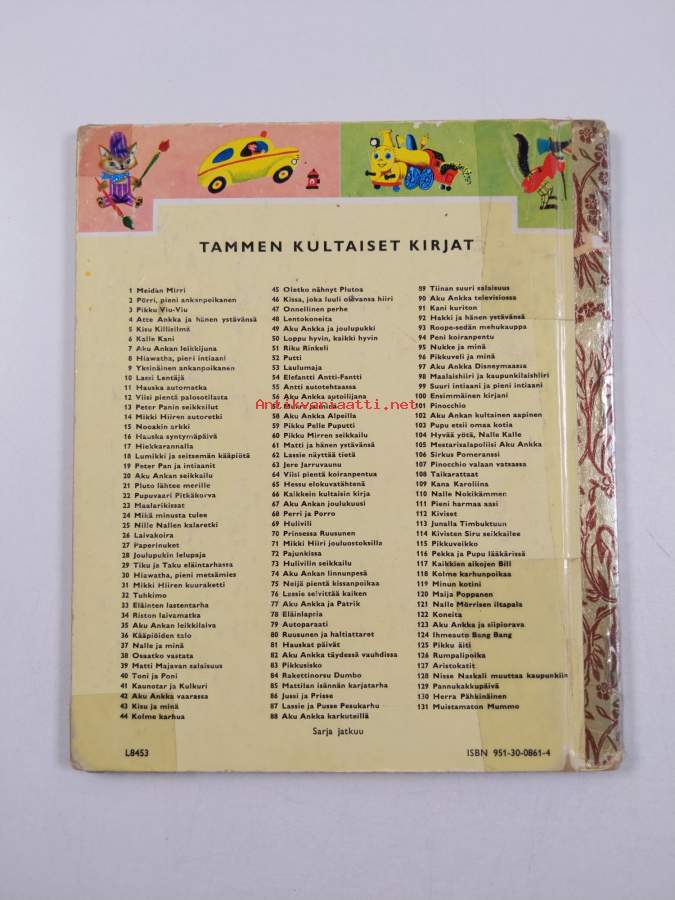 TAMMEN KULTAISET KIRJAT
1 Meidän Mirri
2 Pörri, pieni ankanpoikanen
3 Pikku Viu-Viu
4 Atte Ankka ja hänen ystävänsä
5 Kisu Killisilmä
6 Kalle Kani
7 Aku Ankan leikkijuna
8 Hiawatha, pieni intiaani
9 Yksinäinen ankanpoikanen
10 Lassi Lentäjä
11 Hauska automatka
12 Viisi pientä palosotilasta
13 Peter Panin seikkailut
14 Mikki Hiiren autoretki
15 Nooakin arkki
16 Hauska syntymäpäivä
17 Hiekkarannalla
18 Lumikki ja seitsemän kääpiötä
19 Peter Pan ja intiaanit
20 Aku Ankan seikkailu
21 Pluto lähtee merille
22 Pupuvaari Pitkäkorva
23 Maalarikissat
24 Mikä minusta tulee
25 Nille Nallen kalaretki
26 Laivakoira
27 Paperinuket
28 Joulupukin lelupaja
29 Tiku ja Taku eläintarhassa
30 Hiawatha, pieni metsämies
31 Mikki Hiiren kuuraketti
32 Tuhkimo
33 Eläinten lastentarha
34 Riston laivamatka
35 Aku Ankan leikkilaiva
36 Kääpiöiden talo
37 Nalle ja minä
38 Osaatko vastata
39 Matti Majavan salaisuus
40 Toni ja Poni
41 Kaunotar ja Kulkuri
42 Aku Ankka vaarassa
43 Kisu ja minä
44 Kolme karhua
45 Oletko nähnyt Plutoa
46 Kissa, joka luuli olevansa hiiri
47 Onnellinen perhe
48 Lentokoneita
49 Aku Ankka ja joulupukki
50 Loppu hyvin, kaikki hyvin
51 Riku Rinkeli
52 Putti
53 Laulumaja
54 Elefantti Antti-Fantti
55 Antti autotehtaassa
56 Aku Ankka autoilijana
Antikvariaatti.net
58 Aku Ankka Alpeilla
59 Pikku Pelle Puputti
60 Pikku Mirren seikkailu
61 Matti ja hänen ystävänsä
62 Lassie näyttää tietä
63 Jere Jarruvaunu
64 Viisi pientä koiranpentua
65 Hessu elokuvatähtenä
66 Kaikkein kultaisin kirja
67 Aku Ankan joulukuusi
68 Perri ja Porro
69 Hulivili
70 Prinsessa Ruusunen
71 Mikki Hiiri jouluostoksilla
72 Pajunkissa
73 Hulivilin seikkailu
74 Aku Ankan linnunpesä
75 Neljä pientä kissanpoikaa
76 Lassie selvittää kaiken
77 Aku Ankka ja Patrik
78 Eläinlapsia
79 Autoparaati
80 Ruusunen ja haltiattaret
81 Hauskat päivät
82 Aku Ankka täydessä vauhdissa
83 Pikkusisko
84 Rakettinorsu Dumbo
85 Mattilan isännän karjatarha
86 Jussi ja Prisse
87 Lassie ja Pusse Pesukarhu
88 Aku Ankka karkuteillä
89 Tiinan suuri salaisuus
90 Aku Ankka televisiossa
91 Kani kuriton
92 Hakki ja hänen ystävänsä
93 Roope-sedän mehukauppa
94 Peni koiranpentu
95 Nukke ja minä
96 Pikkuveli ja minä
97 Aku Ankka Disneymaassa
98 Maalaishiiri ja kaupunkilaishiiri
99 Suuri intiaani ja pieni intiaani
100 Ensimmäinen kirjani
101 Pinocchio
102 Aku Ankan kultainen aapinen
103 Pupu etsii omaa kotia
104 Hyvää yötä, Nalle Kalle
105 Mestarisalapoliisi Aku Ankka
106 Sirkus Pomeranssi
107 Pinocchio valaan vatsassa
108 Taikarattaat
109 Kana Karoliina
110 Nalle Nokikämmen
111 Pieni harmaa aasi
112 Kiviset
113 Junalla Timbuktuun
114 Kivisten Siru seikkailee
115 Pikkuveikko
116 Pekka ja Pupu lääkärissä
117 Kaikkien aikojen Bill
118 Kolme karhunpoikaa
119 Minun kotini
120 Maija Poppanen
121 Nalle Mörrisen iltapala
122 Koneita
123 Aku Ankka ja siipiorava
124 Ihmeauto Bang Bang
125 Pikku äiti
126 Rumpalipoika
127 Aristokatit
128 Nisse Naskali muuttaa kaupunkiin
129 Pannukakkupäivä
130 Herra Pähkinäinen
131 Muistamaton Mummo
Sarja jatkuu
L8453
ISBN 951-30-0861-4